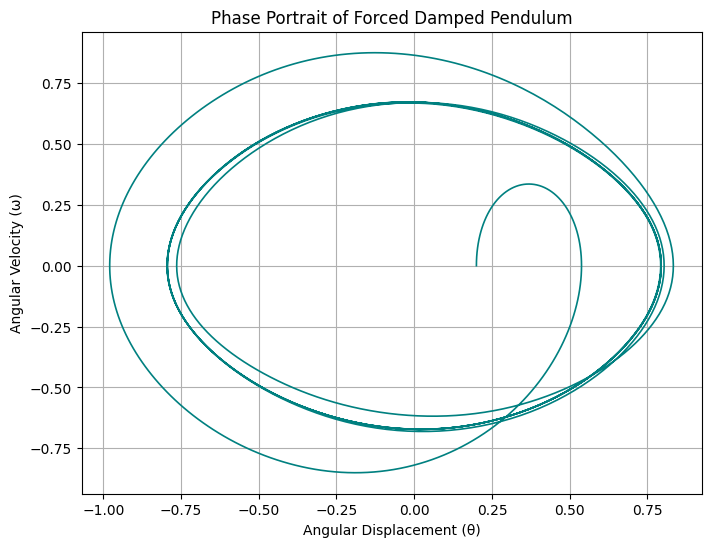 Phase Portrait of Forced Damped Pendulum
Angular Velocity (ω)
0.75
0.50
0.25
0.00
−0.25
−0.50
−0.75
−1.00 −0.75 −0.50 −0.25 0.00 0.25 0.50 0.75
Angular Displacement (θ)